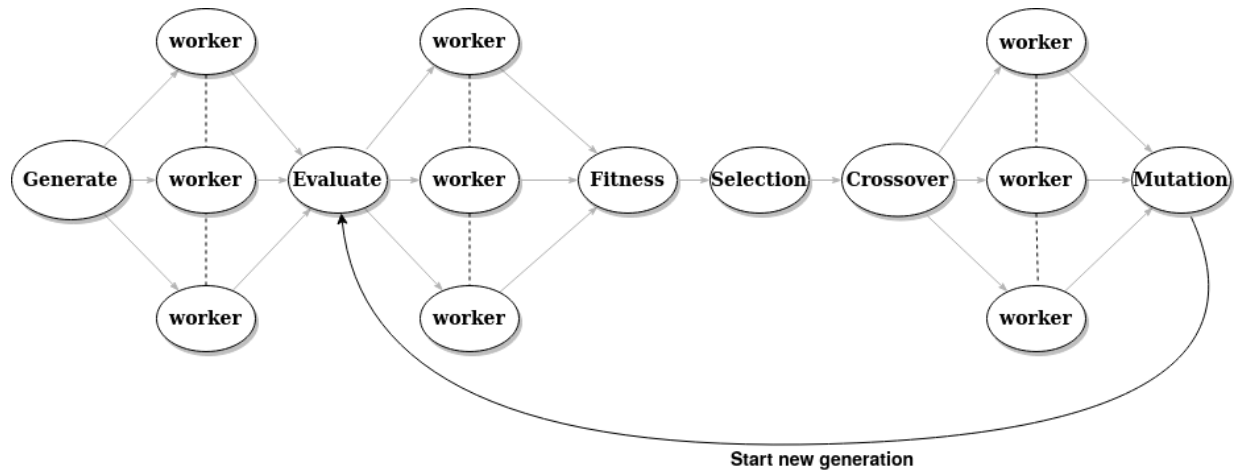 worker
worker
worker
Generate
worker
Evaluate
worker
Fitness
Selection
Crossover
worker
Mutation
worker
worker
worker
Start new generation